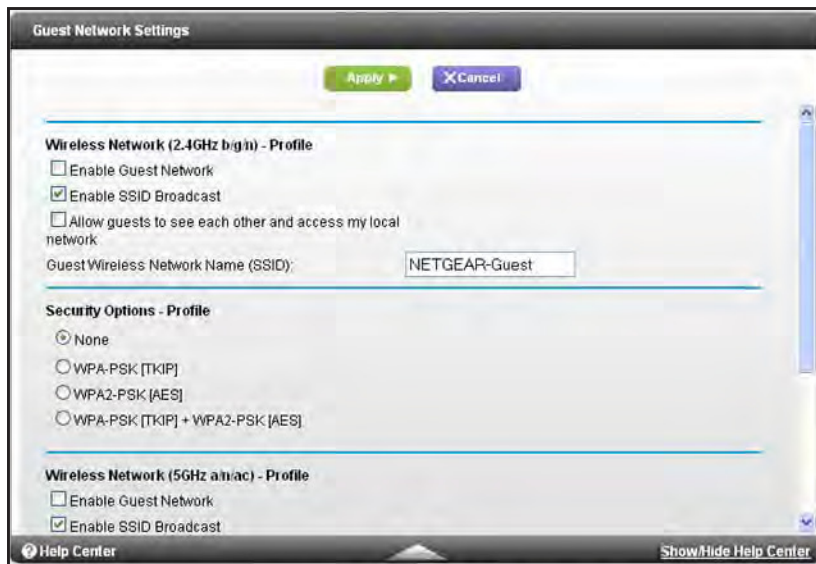 Guest Network Settings
Apply
Cancel
Wireless Network (2.4GHz b/g/n) - Profile
Enable Guest Network
Enable SSID Broadcast
Allow guests to see each other and access my local
network
Guest Wireless Network Name (SSID): NETGEAR-Guest
Security Options - Profile
None
WPA-PSK [TKIP]
WPA2-PSK [AES]
WPA-PSK [TKIP] + WPA2-PSK [AES]
Wireless Network (5GHz a/n/ac) - Profile
Enable Guest Network
Enable SSID Broadcast
Help Center Show/Hide Help Center